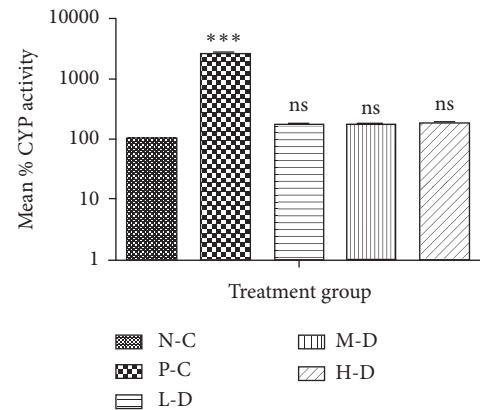 10000
1000
100
10
1
Mean % CYP activity
***
ns
ns
ns
Treatment group
N-C
P-C
L-D
M-D
H-D